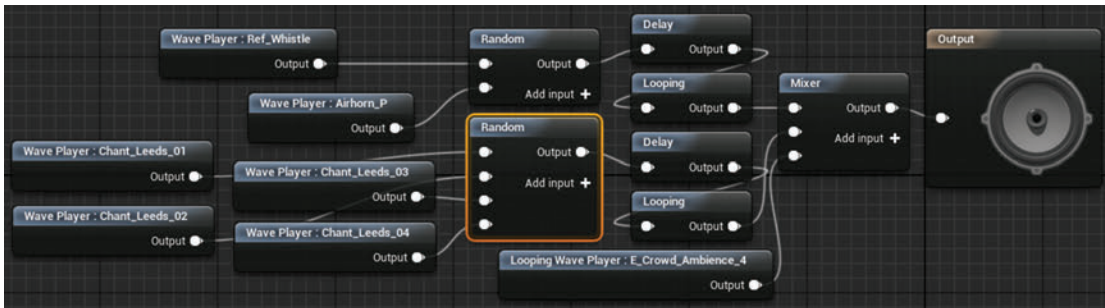 Wave Player : Ref_Whistle
Output
Wave Player : Airhorn_P
Output
Wave Player : Chant_Leeds_01
Output
Wave Player : Chant_Leeds_02
Output
Wave Player : Chant_Leeds_03
Output
Wave Player : Chant_Leeds_04
Output
Random
Output
Add input
Random
Output
Add input
Looping Wave Player : E_Crowd_Ambience_4
Output
Delay
Output
Looping
Output
Delay
Output
Looping
Output
Mixer
Output
Add input
Output